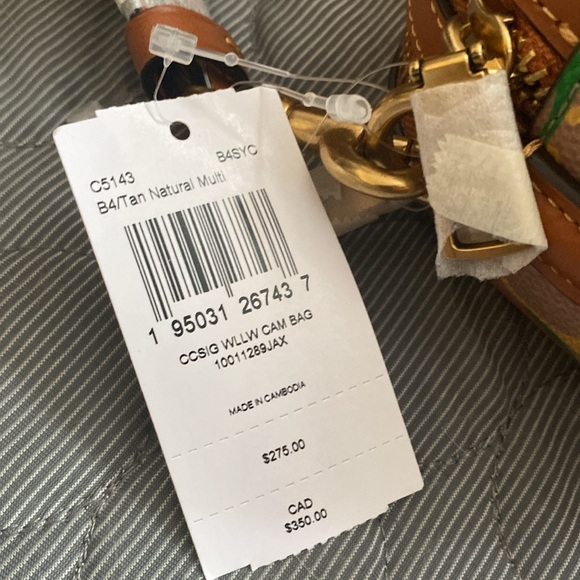 C5143 B4SYC
B4/Tan Natural Multi
1 95031 26743 7
CCSIG WLLW CAM BAG
10011289JAX
MADE IN CAMBODIA
$275.00
CAD
$350.00